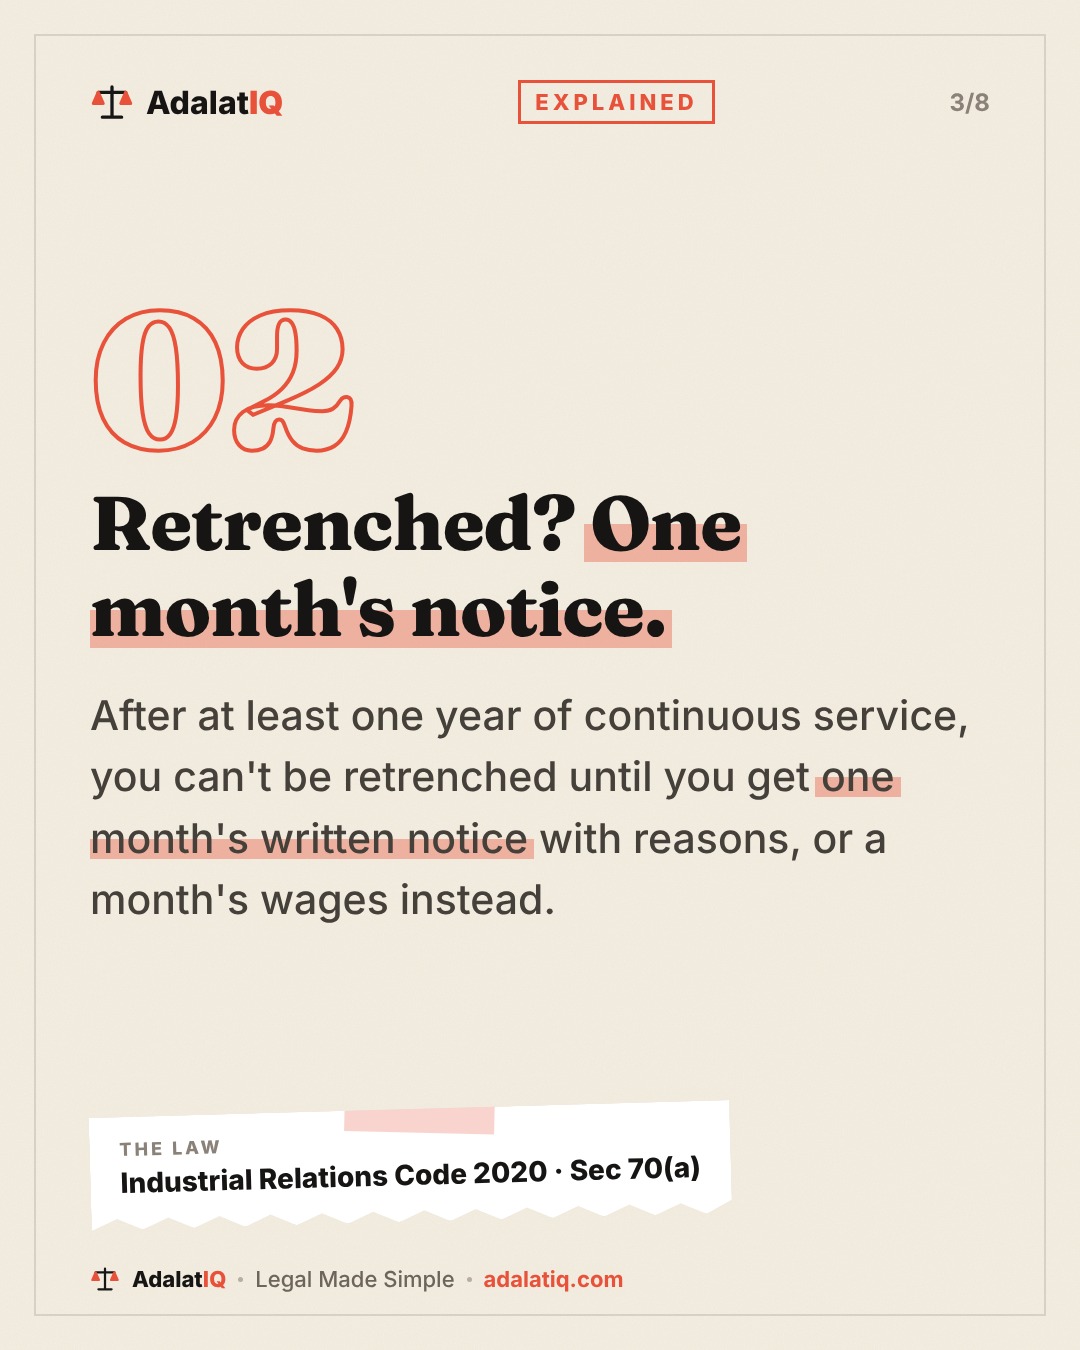 AdalatIQ
EXPLAINED
3/8
02
Retrenched? One
month's notice.
After at least one year of continuous service,
you can't be retrenched until you get one
month's written notice with reasons, or a
month's wages instead.
THE LAW
Industrial Relations Code 2020 · Sec 70(a)
AdalatIQ • Legal Made Simple • adalatiq.com